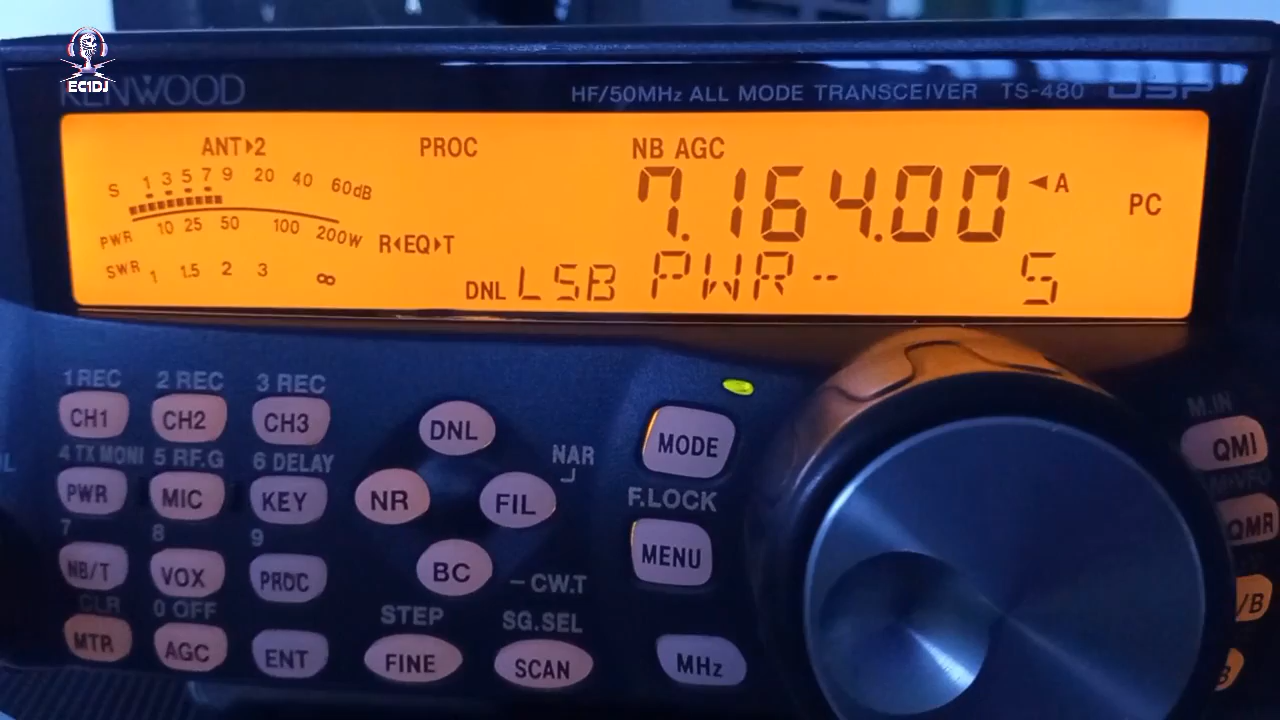 EC1DJ
KENWOOD
HF/50MHz ALL MODE TRANSCEIVER TS-480 DSP
ANT▸2 PROC NB AGC
7.164.00 ◄A
PC
S 1 3 5 7 9 20 40 60dB
PWR 10 25 50 100 200W
R◂EQ▸T
SWR 1 1.5 2 3 ∞
DNL LSB PWR-- 5
1 REC 2 REC 3 REC
CH1 CH2 CH3
4 TX MONI 5 RF.G 6 DELAY
PWR MIC KEY
7 8 9
NB/T VOX PROC
CLR 0 OFF
MTR AGC ENT
DNL
NAR
NR FIL
BC
–CW.T
STEP SG.SEL
FINE SCAN
MODE
F.LOCK
MENU
MHz
M.IN
QMI
QMR
/B